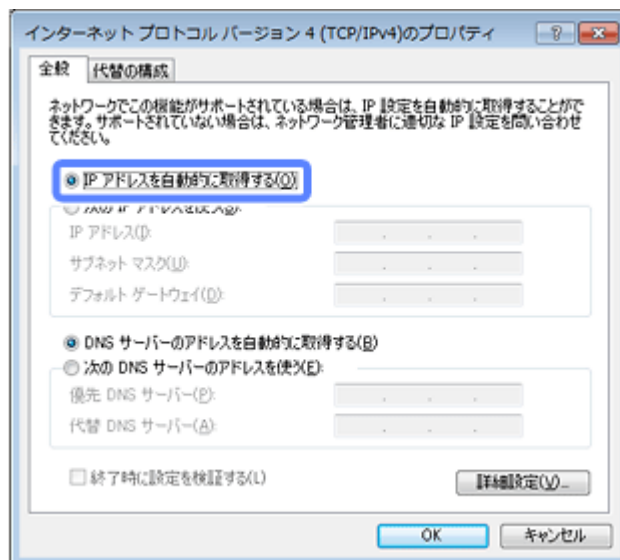 インターネット プロトコル バージョン 4 (TCP/IPv4)のプロパティ
全般 代替の構成
ネットワークでこの機能がサポートされている場合は、IP 設定を自動的に取得することがで
きます。サポートされていない場合は、ネットワーク管理者に適切な IP 設定を問い合わせ
てください。
IP アドレスを自動的に取得する(O)
次の IP アドレスを使う(S):
IP アドレス(I):
サブネット マスク(U):
デフォルト ゲートウェイ(D):
DNS サーバーのアドレスを自動的に取得する(B)
次の DNS サーバーのアドレスを使う(E):
優先 DNS サーバー(P):
代替 DNS サーバー(A):
終了時に設定を検証する(L)
詳細設定(V)...
OK キャンセル